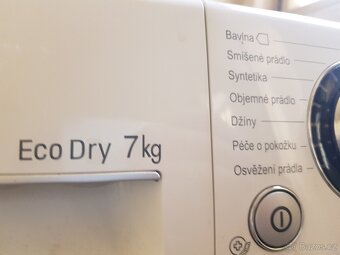 Eco Dry 7kg
Bavlna
Smíšené prádlo
Syntetika
Objemné prádlo
Džíny
Péče o pokožku
Osvěžení prádla